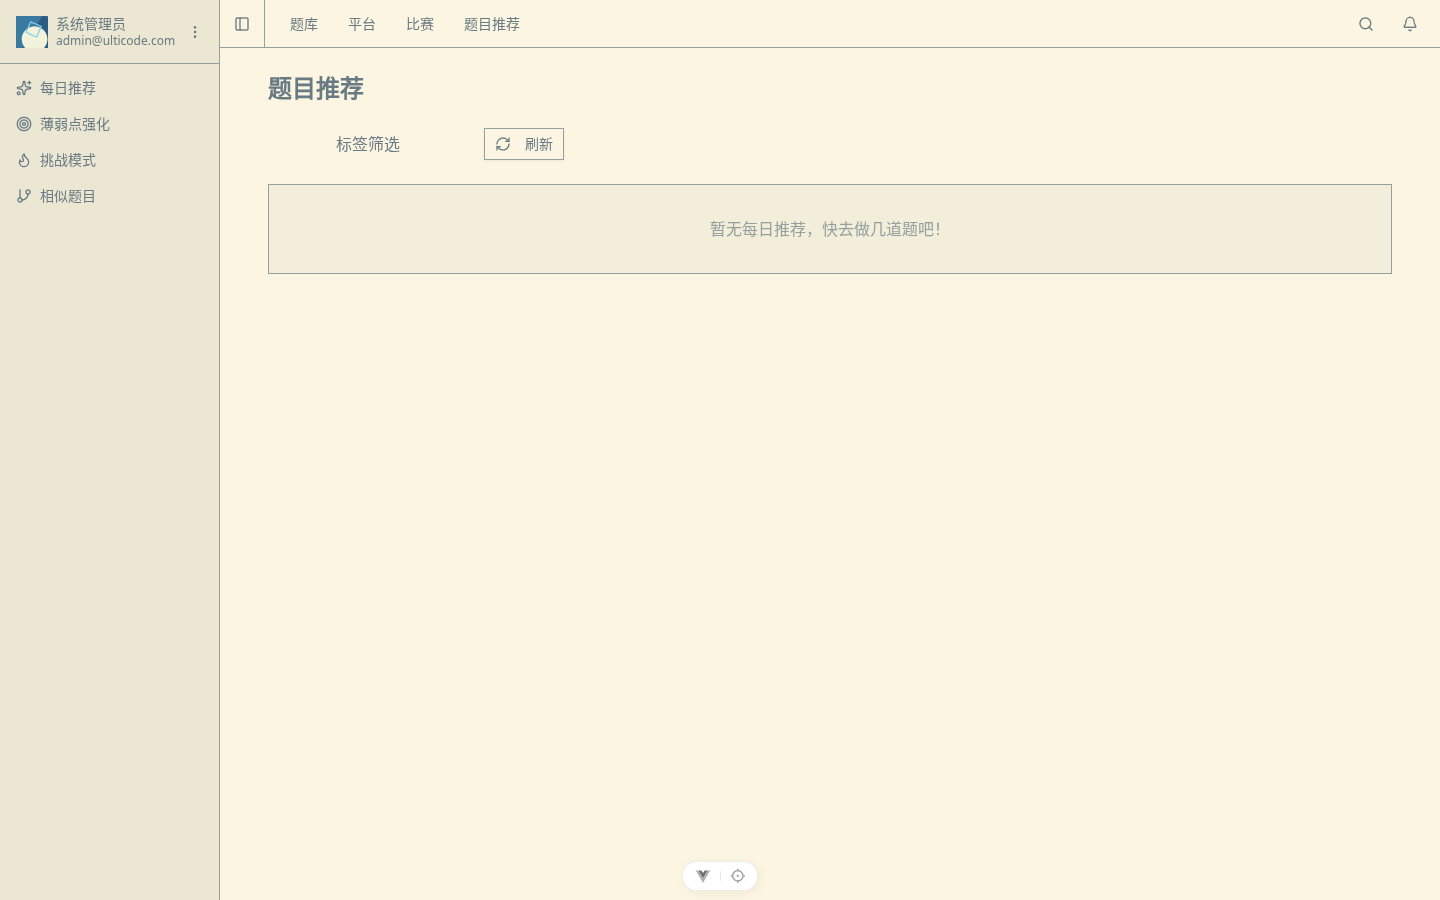 系统管理员
admin@ulticode.com
每日推荐
薄弱点强化
挑战模式
相似题目
题库 平台 比赛 题目推荐
题目推荐
标签筛选 刷新
暂无每日推荐，快去做几道题吧！